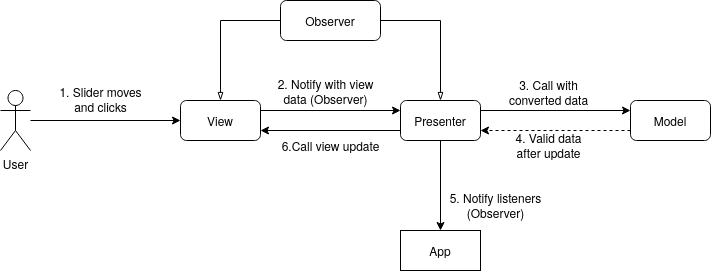 Observer
1. Slider moves
and clicks
2. Notify with view
data (Observer)
3. Call with
converted data
View
Presenter
Model
6.Call view update
4. Valid data
after update
User
5. Notify listeners
(Observer)
App